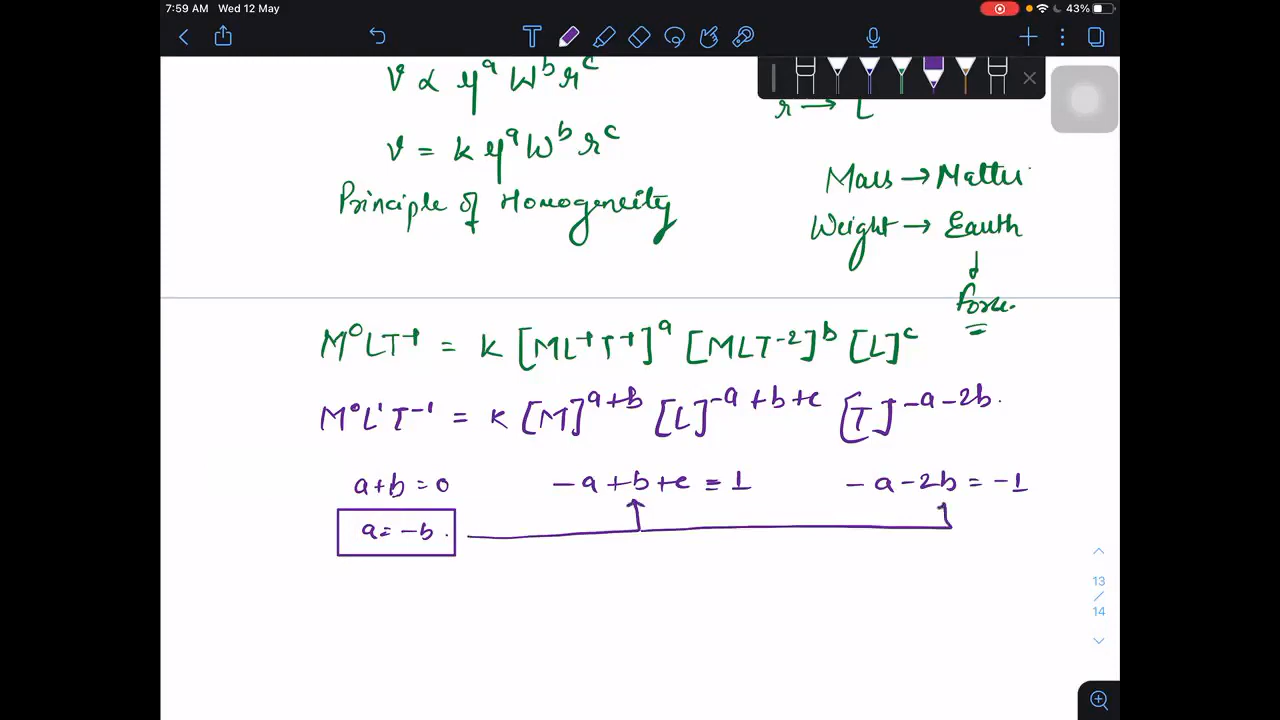 7:59 AM Wed 12 May
43%
T
v ∝ η^a W^b r^c
r → L
v = k η^a W^b r^c
Mass → Matter
Principle of Homogeneity
Weight → Earth
↓
Force.
M⁰LT⁻¹ = k [ML⁻¹T⁻¹]^a [MLT⁻²]^b [L]^c
M⁰L¹T⁻¹ = k [M]^a+b [L]^-a+b+c [T]^-a-2b.
a+b=0 -a+b+c=1 -a-2b=-1
a=-b.
13
/
14